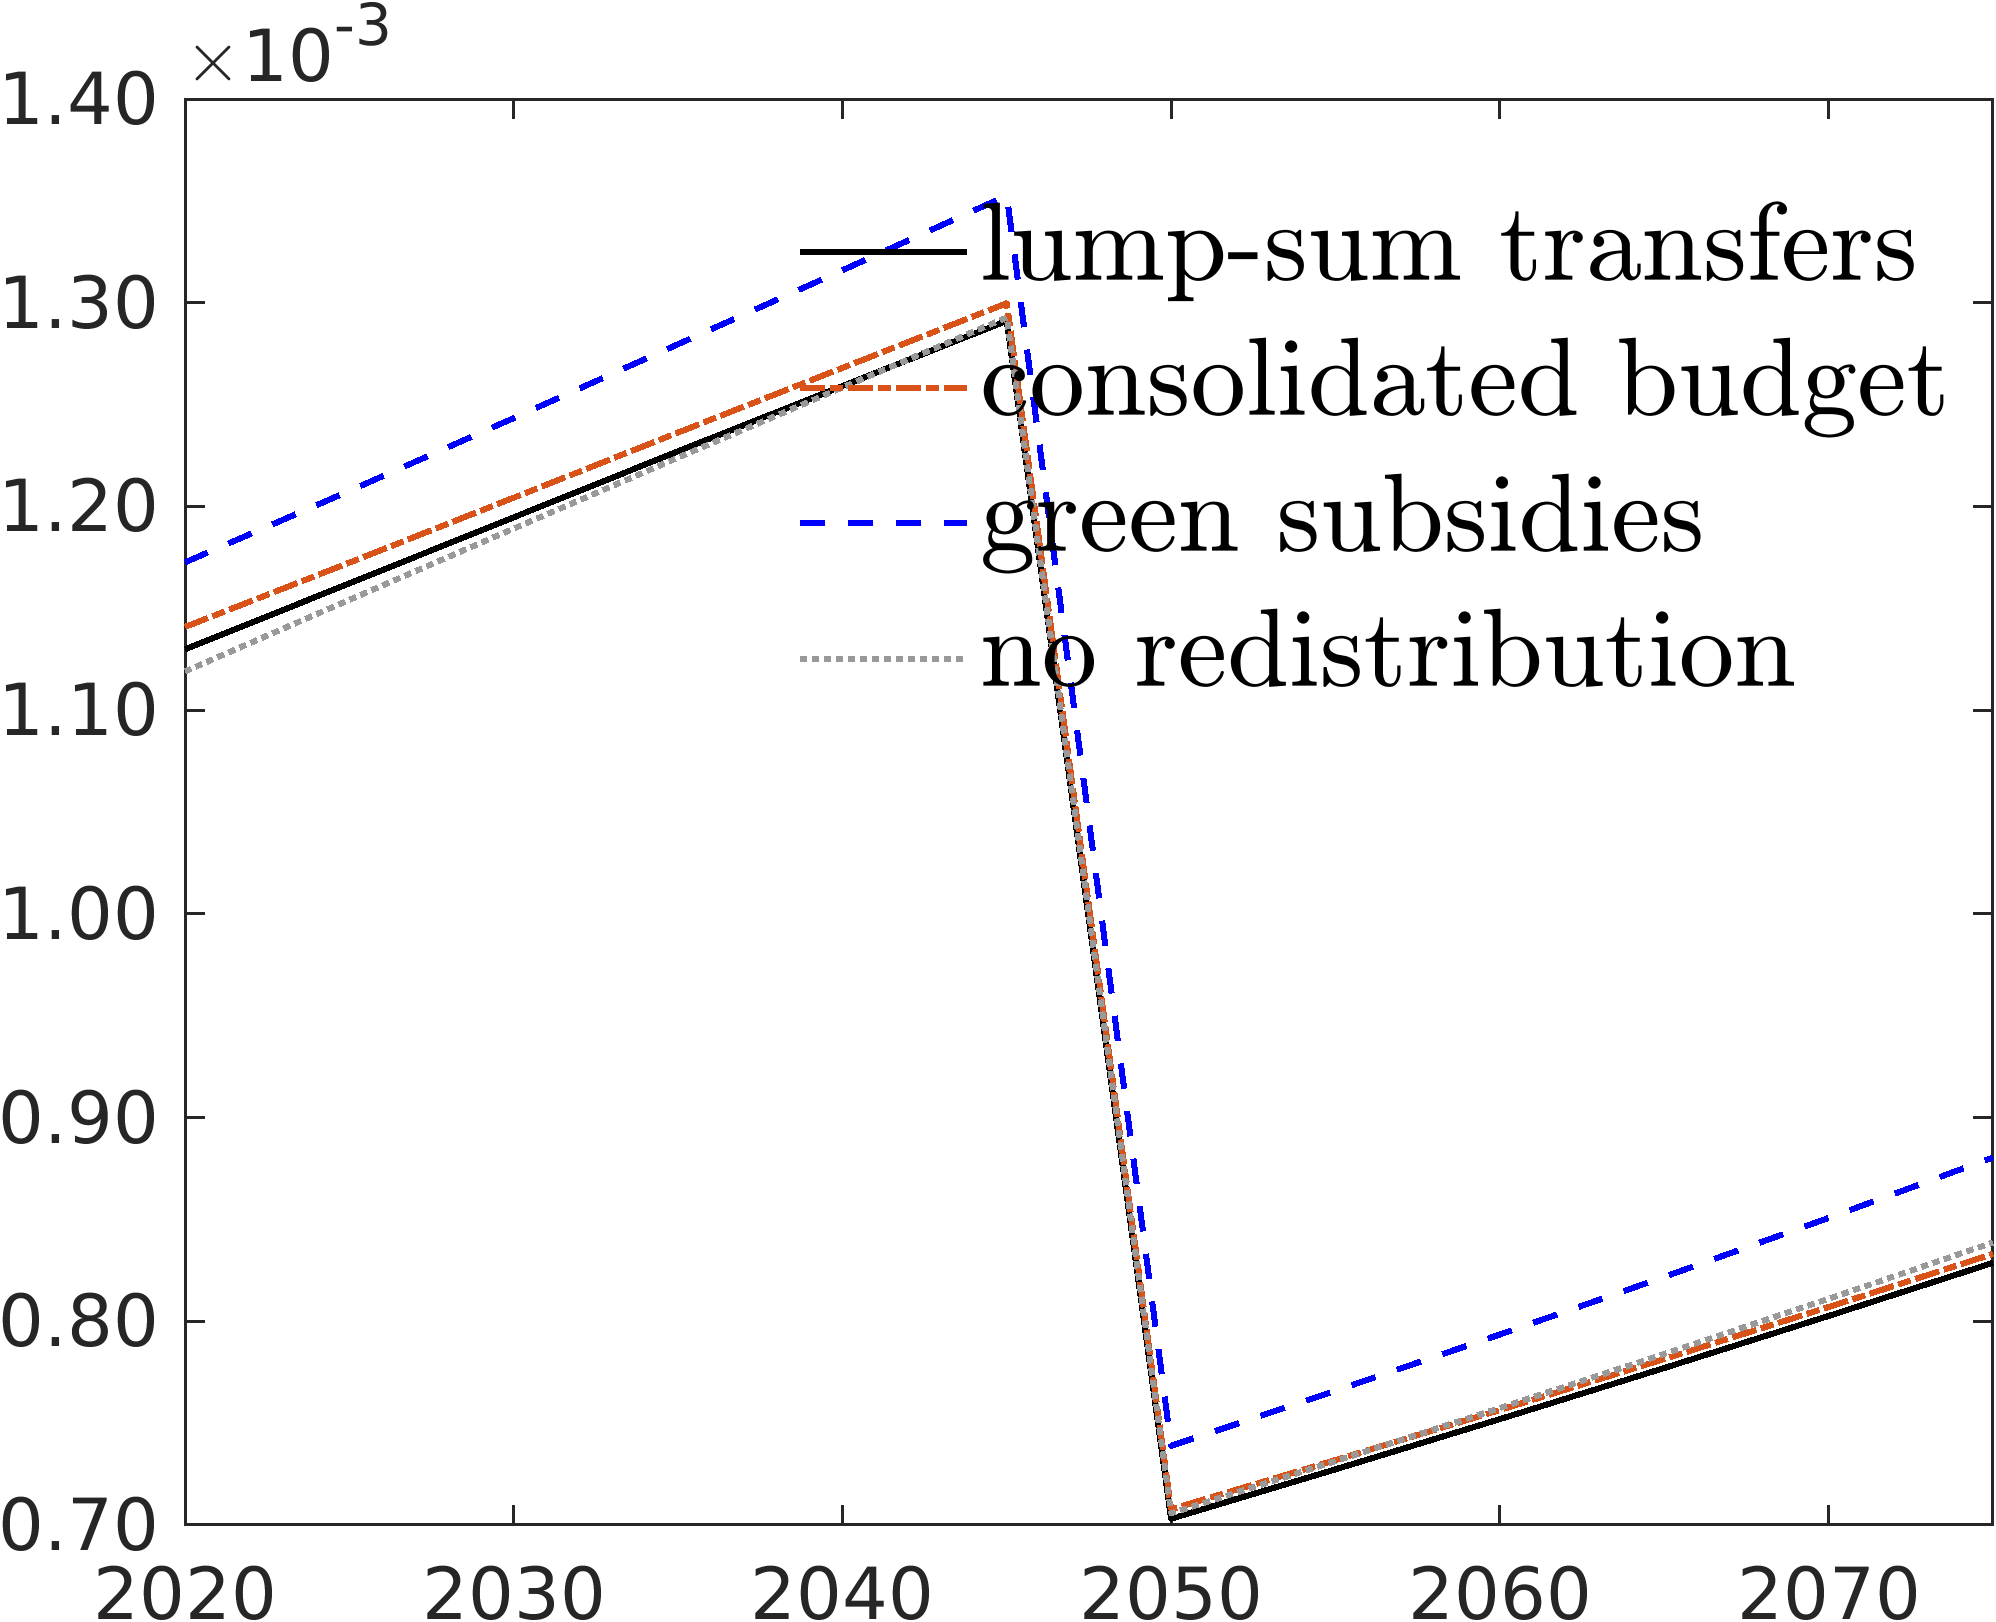 ×10-3
1.40
1.30
1.20
1.10
1.00
0.90
0.80
0.70
2020 2030 2040 2050 2060 2070
lump-sum transfers
consolidated budget
green subsidies
no redistribution